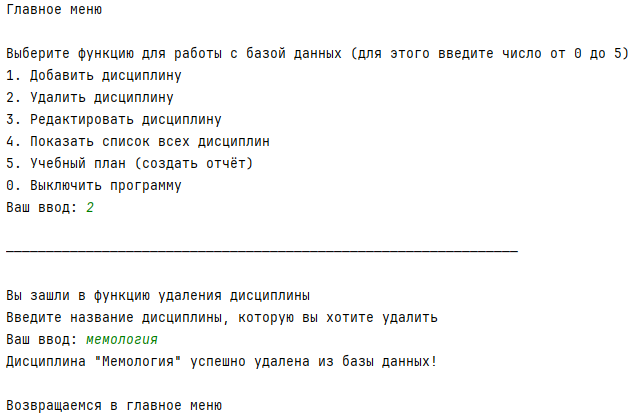 Главное меню
Выберите функцию для работы с базой данных (для этого введите число от 0 до 5)
1. Добавить дисциплину
2. Удалить дисциплину
3. Редактировать дисциплину
4. Показать список всех дисциплин
5. Учебный план (создать отчёт)
0. Выключить программу
Ваш ввод: 2
________________________________________________________________
Вы зашли в функцию удаления дисциплины
Введите название дисциплины, которую вы хотите удалить
Ваш ввод: мемология
Дисциплина "Мемология" успешно удалена из базы данных!
Возвращаемся в главное меню